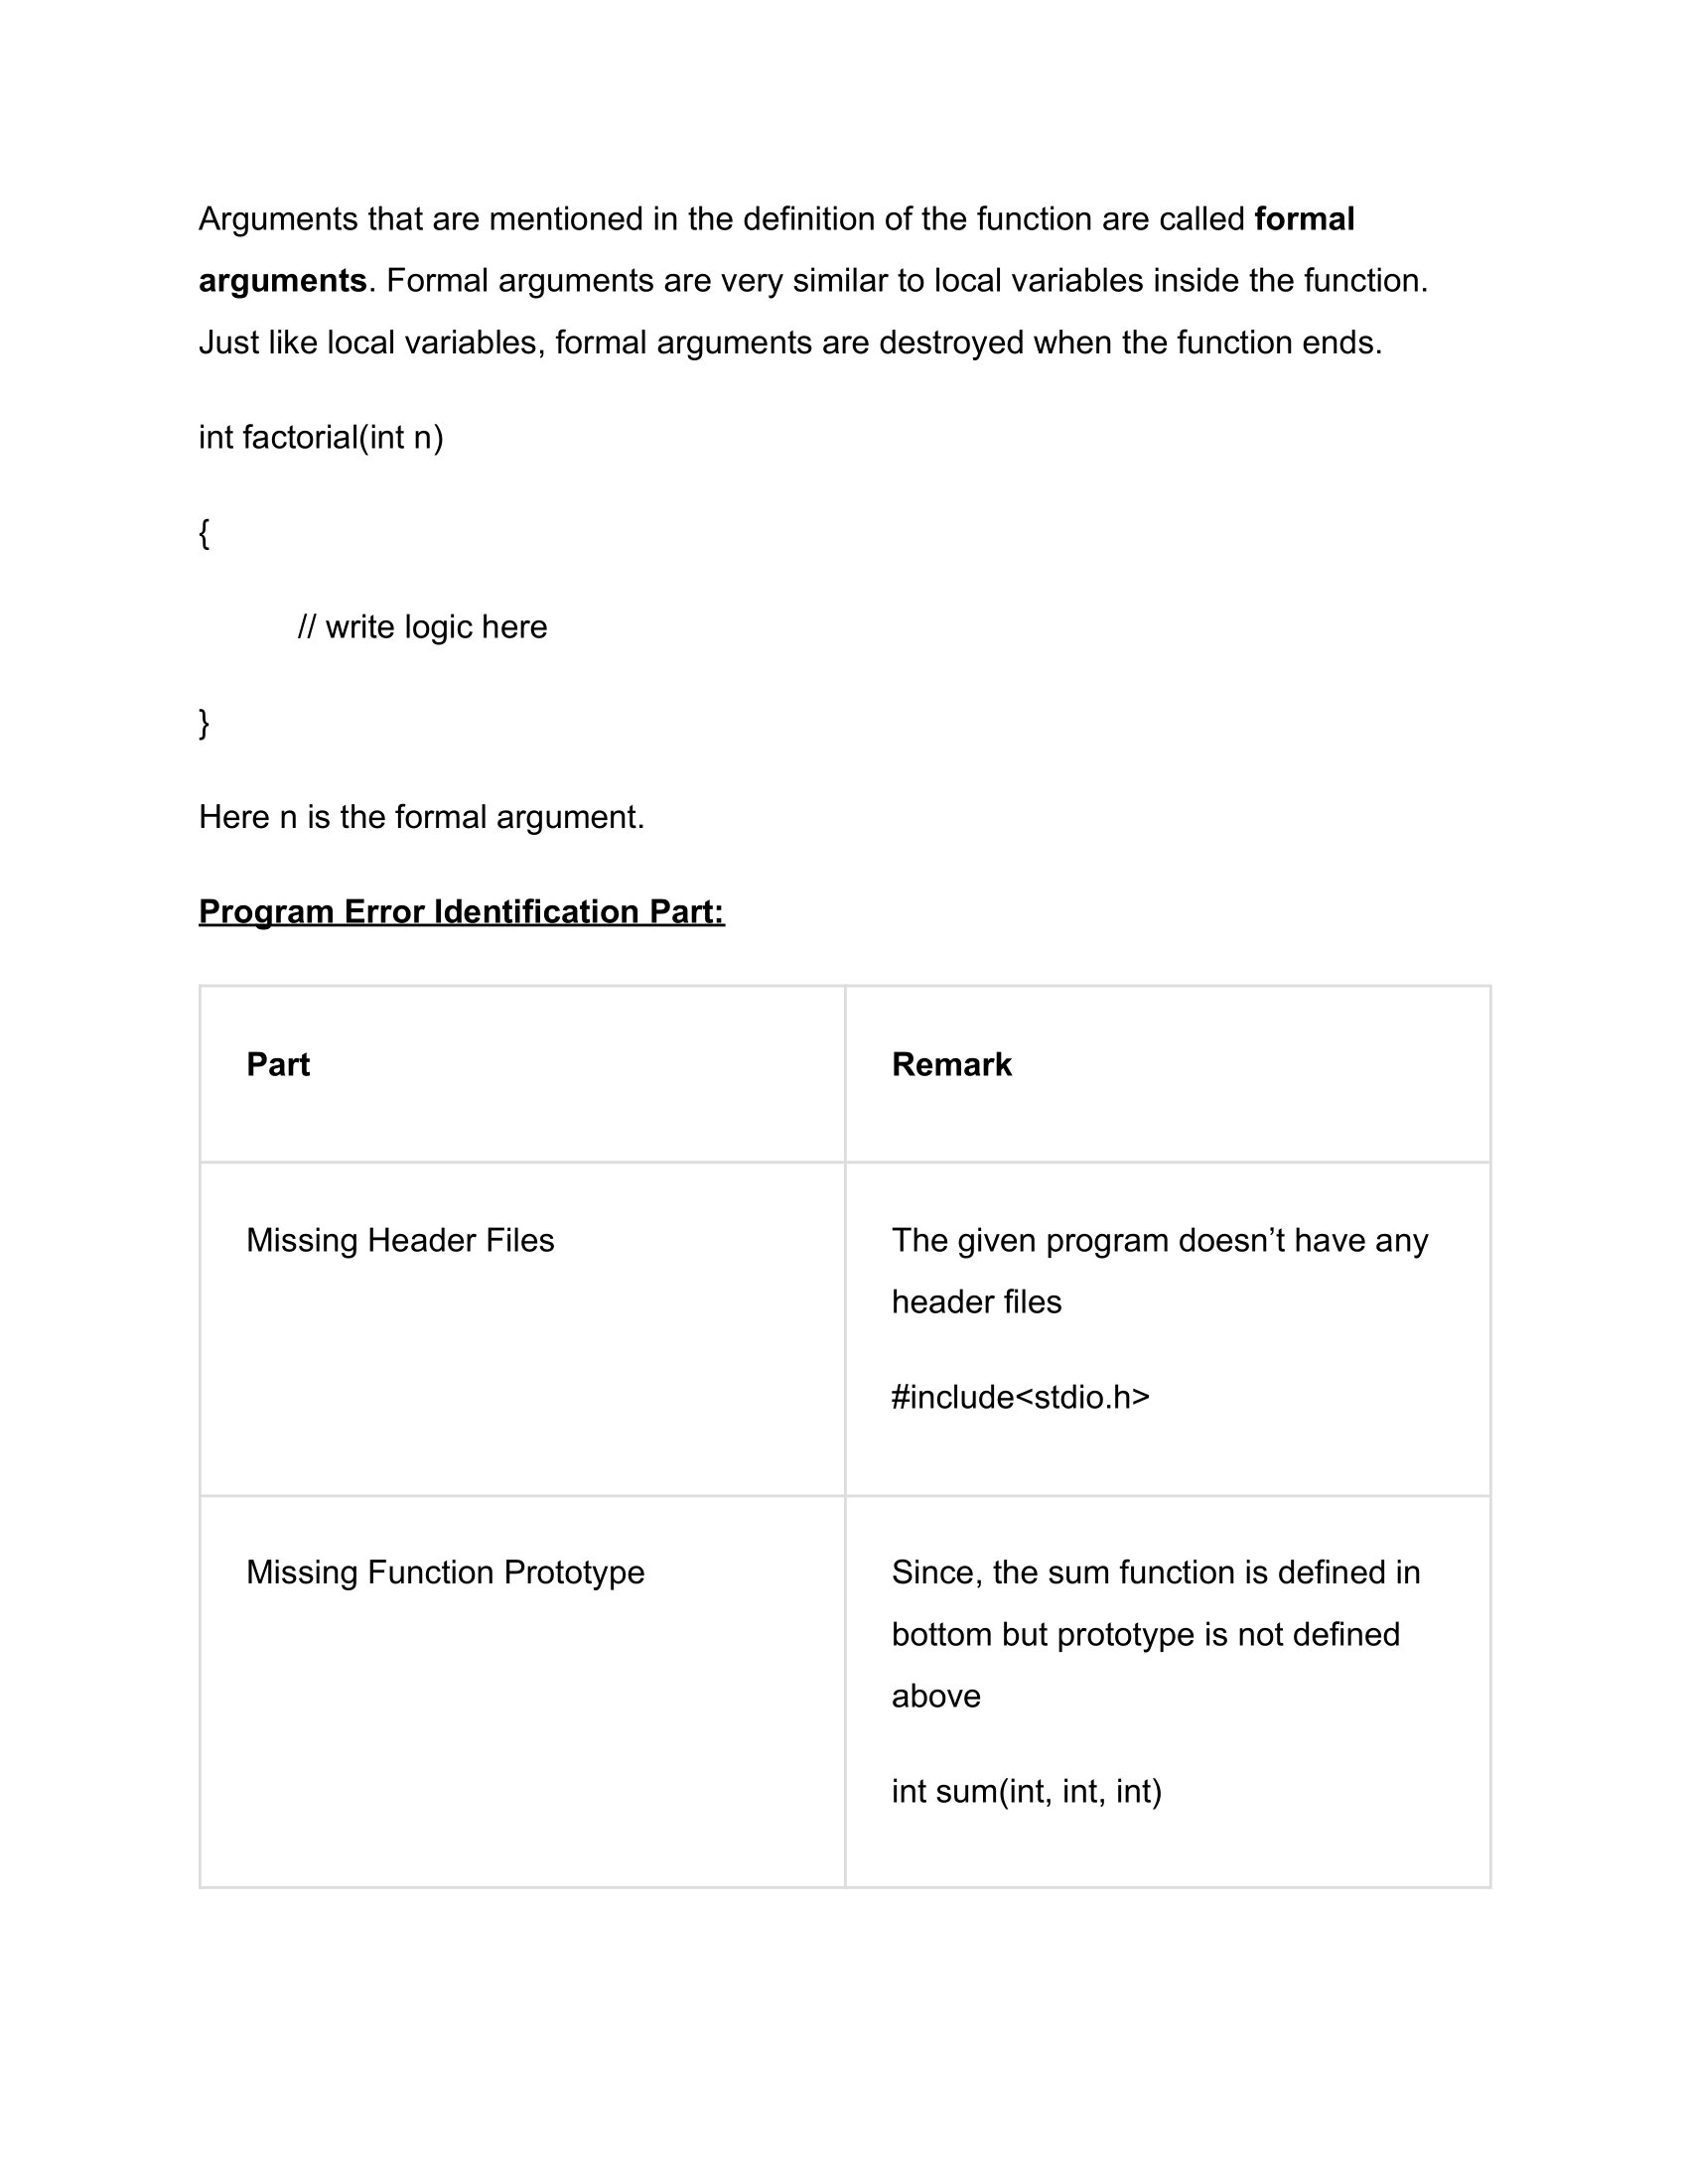 Arguments that are mentioned in the definition of the function are called formal
arguments. Formal arguments are very similar to local variables inside the function.
Just like local variables, formal arguments are destroyed when the function ends.
int factorial(int n)
{
// write logic here
}
Here n is the formal argument.
Program Error Identification Part:
Part
Remark
Missing Header Files
The given program doesn’t have any
header files
#include<stdio.h>
Missing Function Prototype
Since, the sum function is defined in
bottom but prototype is not defined
above
int sum(int, int, int)